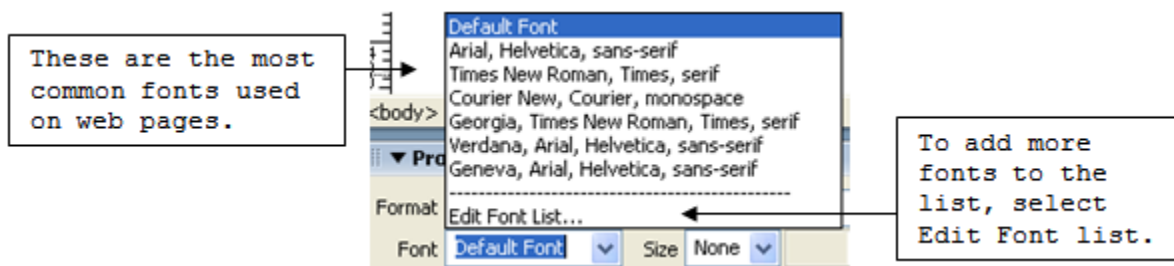 These are the most
common fonts used
on web pages.
Default Font
Arial, Helvetica, sans-serif
Times New Roman, Times, serif
Courier New, Courier, monospace
Georgia, Times New Roman, Times, serif
Verdana, Arial, Helvetica, sans-serif
Geneva, Arial, Helvetica, sans-serif
Edit Font List...
<body>
Pro
Format
Font Default Font Size None
To add more
fonts to the
list, select
Edit Font list.